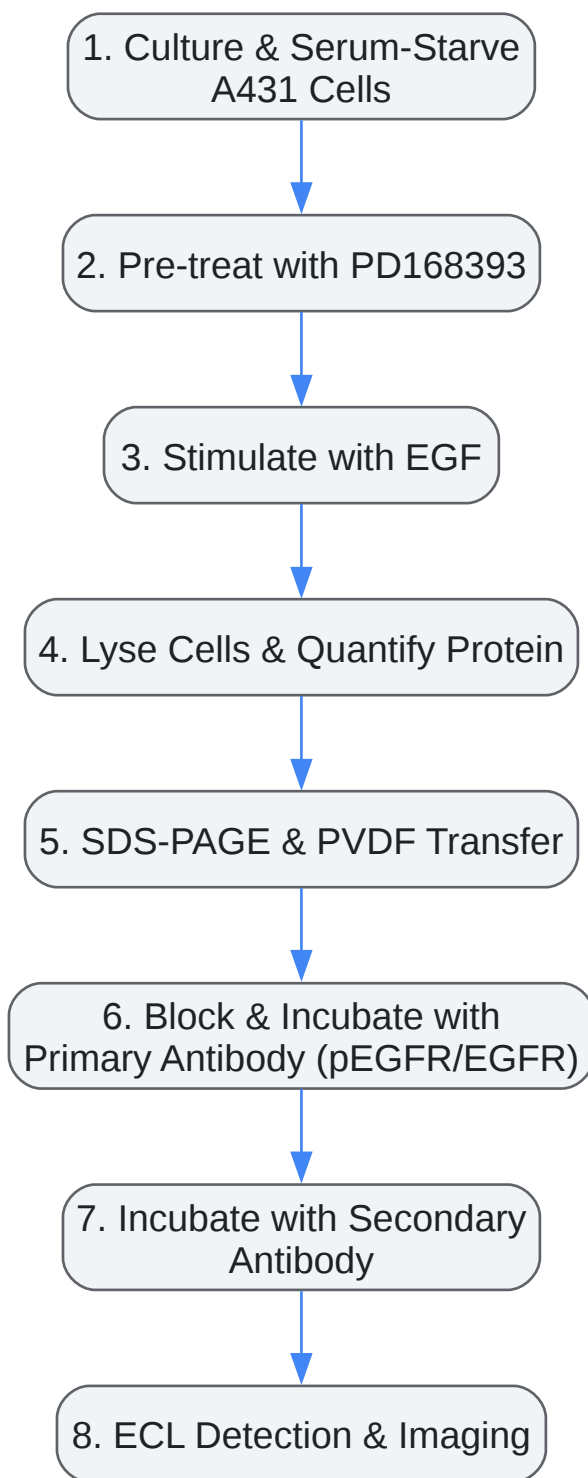 1. Culture & Serum-Starve
A431 Cells
2. Pre-treat with PD168393
3. Stimulate with EGF
4. Lyse Cells & Quantify Protein
5. SDS-PAGE & PVDF Transfer
6. Block & Incubate with
Primary Antibody (pEGFR/EGFR)
7. Incubate with Secondary
Antibody
8. ECL Detection & Imaging